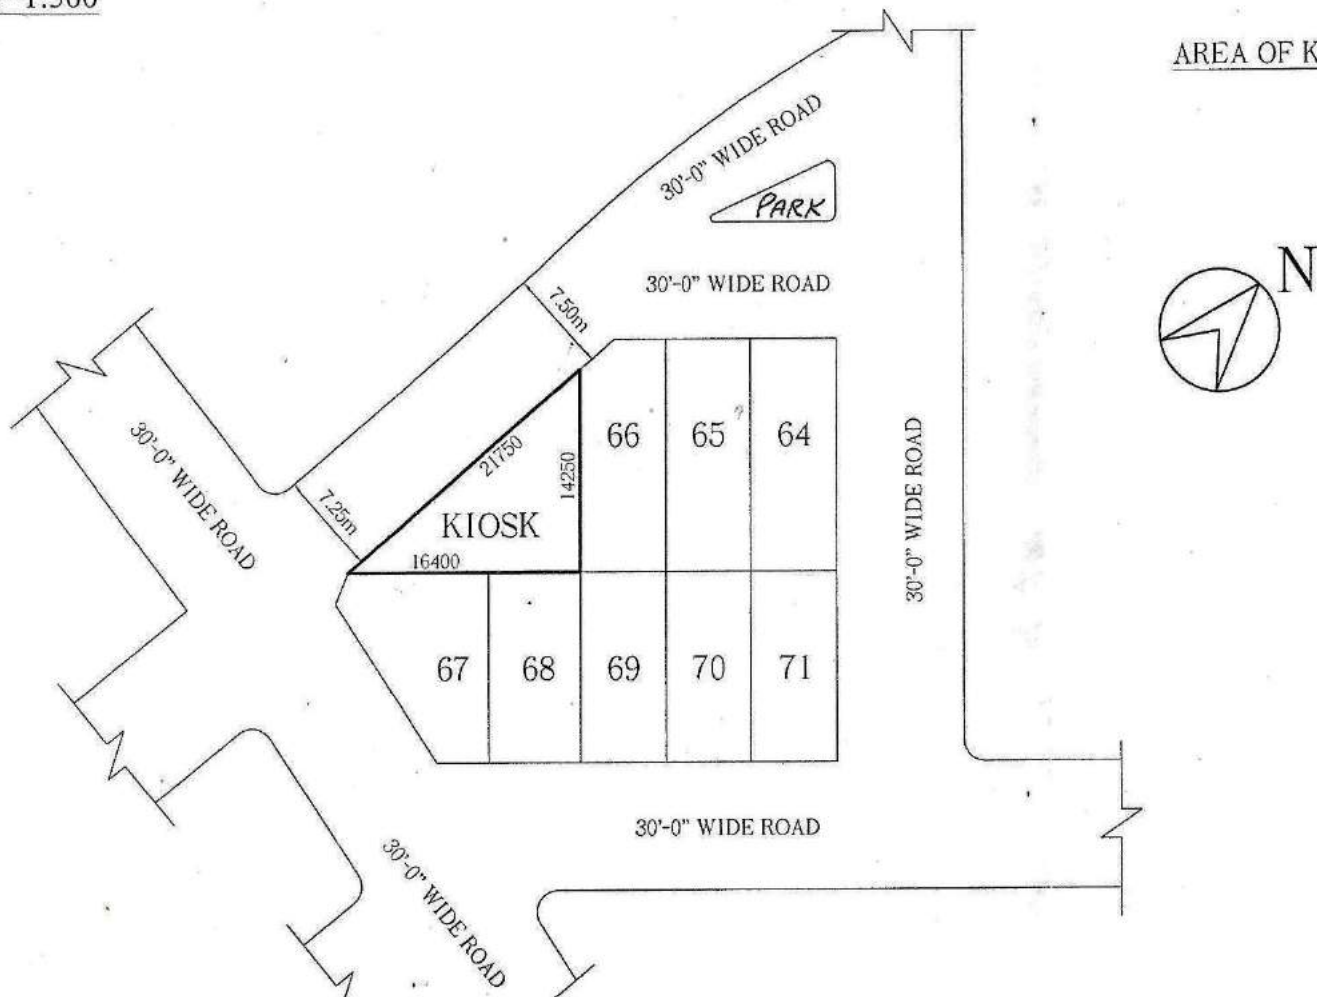 1:500
AREA OF K
30'-0" WIDE ROAD
PARK
N
30'-0" WIDE ROAD
7.50m
66
65
64
21750
14250
30'-0" WIDE ROAD
7.25m
KIOSK
16400
30'-0" WIDE ROAD
67
68
69
70
71
30'-0" WIDE ROAD
30'-0" WIDE ROAD